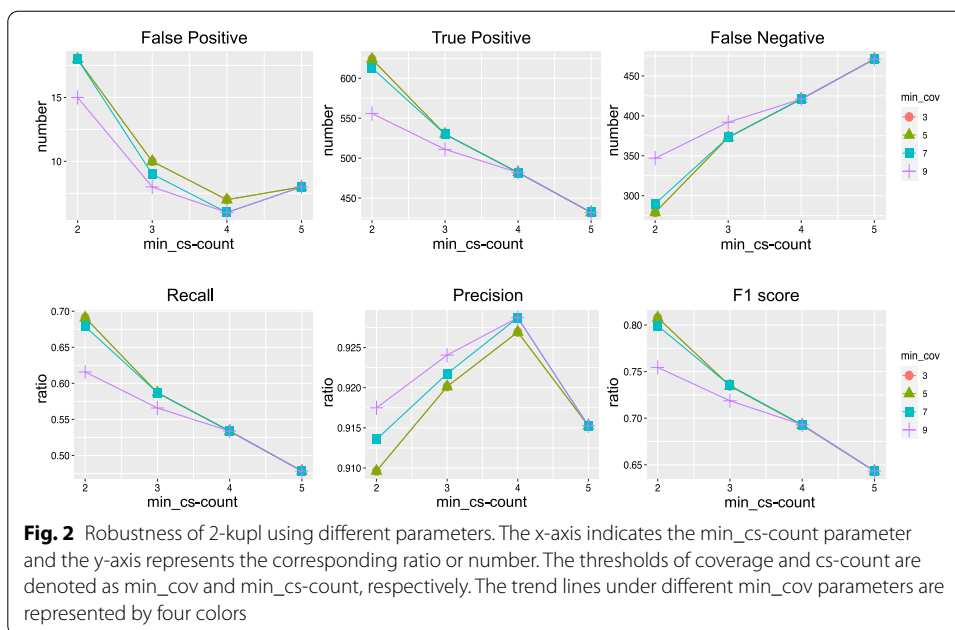 False Positive
True Positive
False Negative
number
15
10
2
3
4
5
min_cs-count
number
600
550
500
450
2
3
4
5
min_cs-count
number
450
400
350
300
2
3
4
5
min_cs-count
min_cov
3
5
7
9
Recall
Precision
F1 score
ratio
0.70
0.65
0.60
0.55
0.50
2
3
4
5
min_cs-count
ratio
0.925
0.920
0.915
0.910
2
3
4
5
min_cs-count
ratio
0.80
0.75
0.70
0.65
2
3
4
5
min_cs-count
min_cov
3
5
7
9
Fig. 2 Robustness of 2-kupl using different parameters. The x-axis indicates the min_cs-count parameter
and the y-axis represents the corresponding ratio or number. The thresholds of coverage and cs-count are
denoted as min_cov and min_cs-count, respectively. The trend lines under different min_cov parameters are
represented by four colors